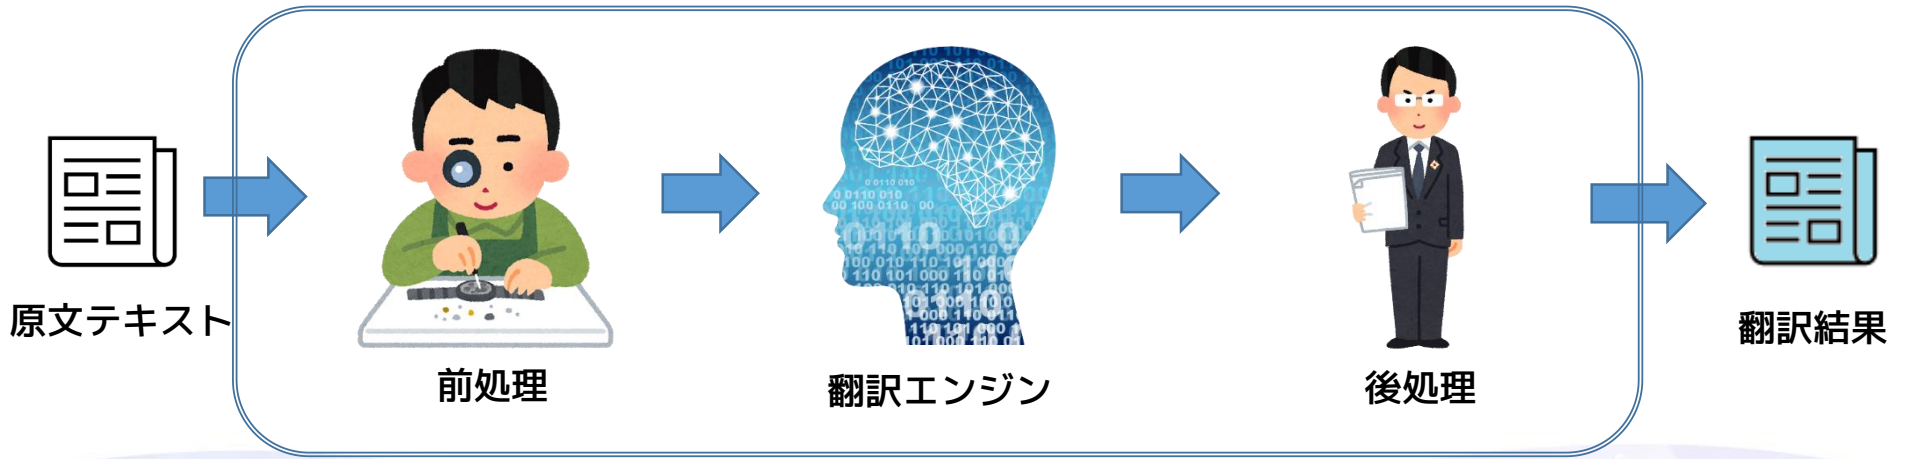 原文テキスト
前処理
翻訳エンジン
後処理
翻訳結果